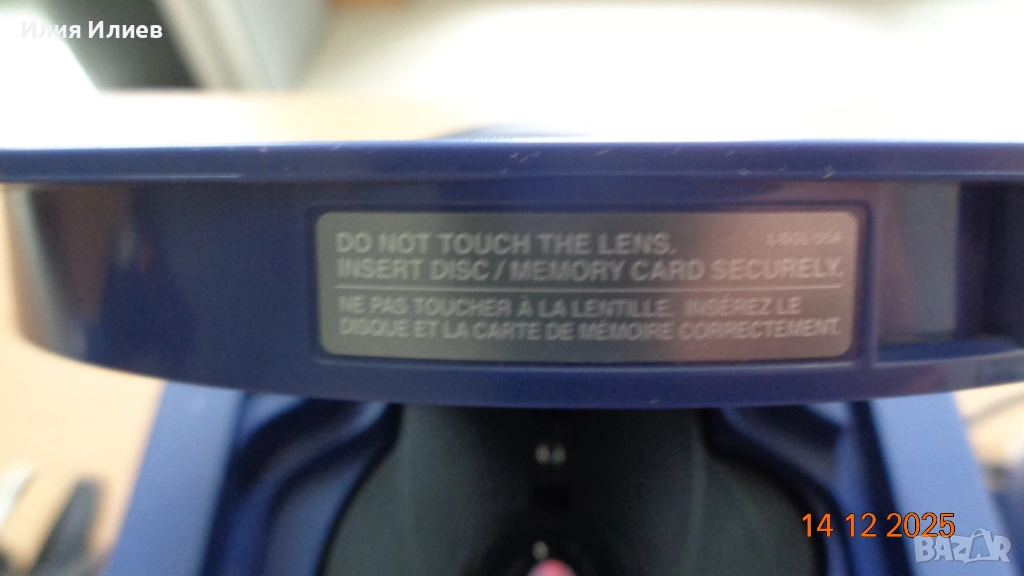 Илия Илиев
DO NOT TOUCH THE LENS.
INSERT DISC / MEMORY CARD SECURELY.
NE PAS TOUCHER À LA LENTILLE. INSÉREZ LE
DISQUE ET LA CARTE DE MÉMOIRE CORRECTEMENT.
14 12 2025
BAZAR